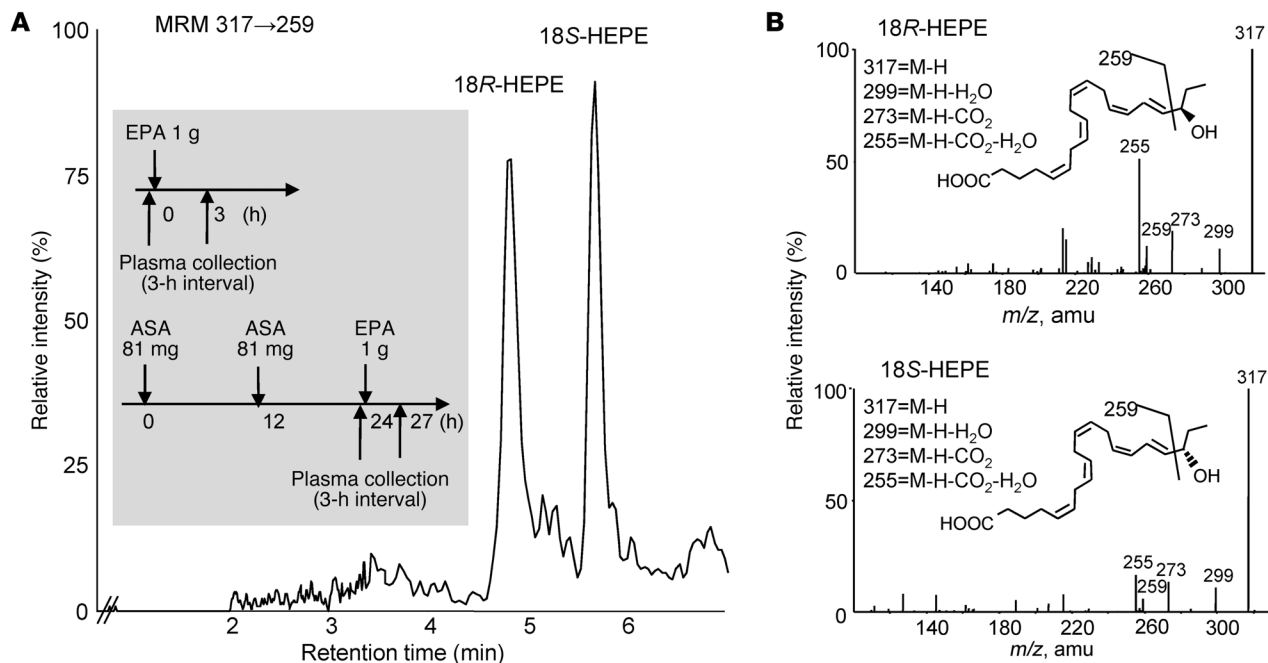 A
MRM 317→259
100
75
50
25
0
Relative intensity (%)
18R-HEPE
18S-HEPE
EPA 1 g
0 3 (h)
Plasma collection
(3-h interval)
ASA ASA EPA
81 mg 81 mg 1 g
0 12 24 27 (h)
Plasma collection
(3-h interval)
2 3 4 5 6
Retention time (min)
B
18R-HEPE
317=M-H
299=M-H-H₂O
273=M-H-CO₂
255=M-H-CO₂-H₂O
100
50
0
Relative intensity (%)
259
OH
HOOC
255
259
273
299
317
140 220 260 300
m/z, amu
18S-HEPE
317=M-H
299=M-H-H₂O
273=M-H-CO₂
255=M-H-CO₂-H₂O
100
50
0
259
OH
HOOC
255
259
273
299
317
140 220 260 300
m/z, amu